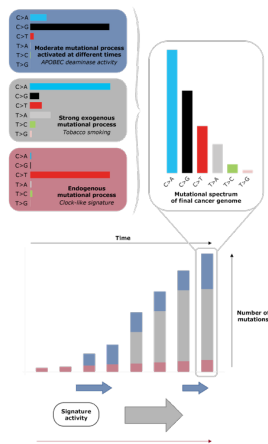 C>A
C>G
C>T
T>A
T>C
T>G
Moderate mutational process
activated at different times
APOBEC deaminase activity
C>A
C>G
C>T
T>A
T>C
T>G
Strong exogenous
mutational process
Tobacco smoking
C>A
C>G
C>T
T>A
T>C
T>G
Endogenous
mutational process
Clock-like signature
C>A
C>G
C>T
T>A
T>C
T>G
Mutational spectrum
of final cancer genome
Time
Number of
mutations
Signature
activity